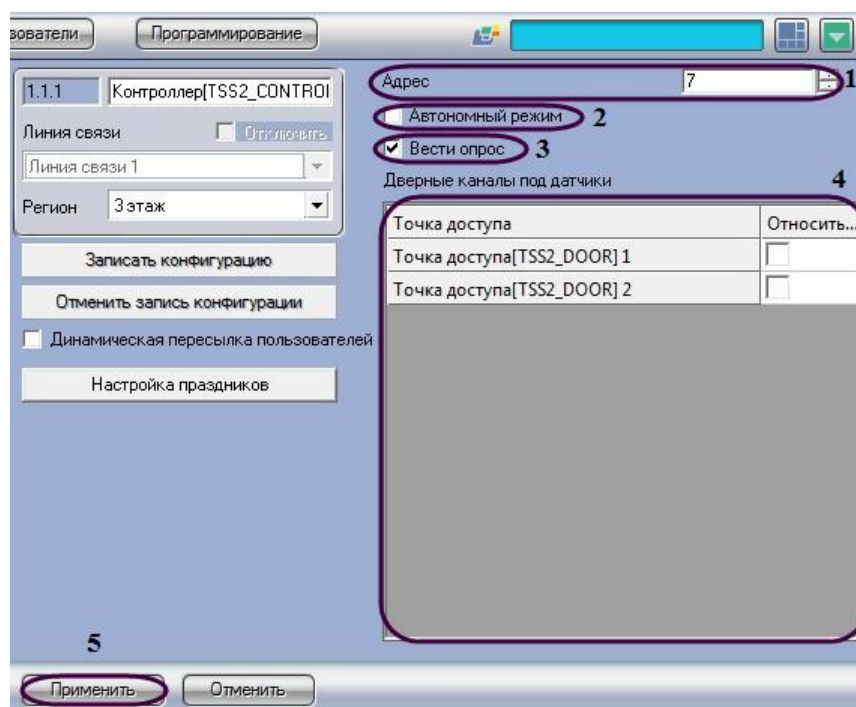 зователи Программирование
1.1.1 Контроллер[TSS2_CONTROI
Линия связи Отключить
Линия связи 1
Регион 3 этаж
Записать конфигурацию
Отменить запись конфигурации
Динамическая пересылка пользователей
Настройка праздников
Адрес 7 1
Автономный режим 2
Вести опрос 3
Дверные каналы под датчики 4
Точка доступа Относить...
Точка доступа[TSS2_DOOR] 1
Точка доступа[TSS2_DOOR] 2
5
Применить Отменить